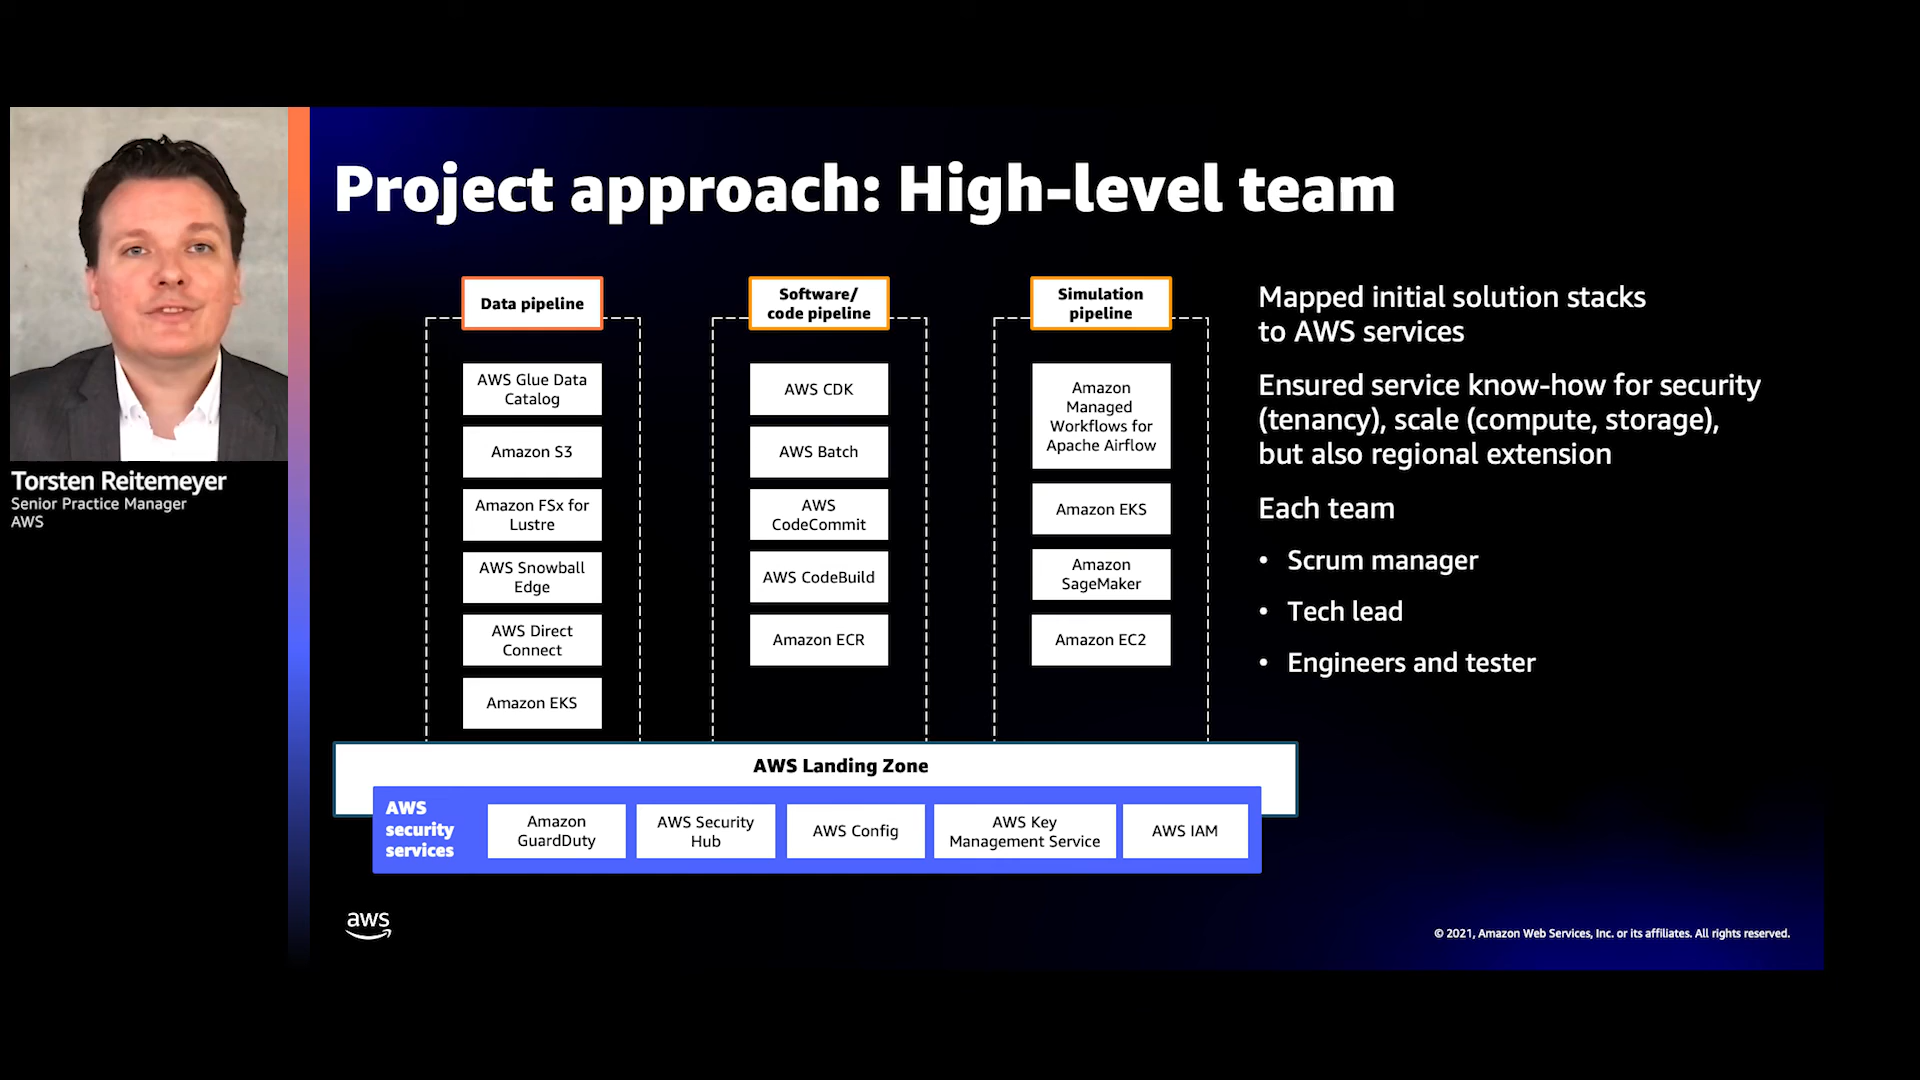 Torsten Reitemeyer
Senior Practice Manager
AWS
Project approach: High-level team
Data pipeline
AWS Glue Data
Catalog
Amazon S3
Amazon FSx for
Lustre
AWS Snowball
Edge
AWS Direct
Connect
Amazon EKS
Software/
code pipeline
AWS CDK
AWS Batch
AWS
CodeCommit
AWS CodeBuild
Amazon ECR
Simulation
pipeline
Amazon
Managed
Workflows for
Apache Airflow
Amazon EKS
Amazon
SageMaker
Amazon EC2
Mapped initial solution stacks
to AWS services
Ensured service know-how for security
(tenancy), scale (compute, storage),
but also regional extension
Each team
• Scrum manager
• Tech lead
• Engineers and tester
AWS Landing Zone
AWS
security
services
Amazon
GuardDuty
AWS Security
Hub
AWS Config
AWS Key
Management Service
AWS IAM
aws
© 2021, Amazon Web Services, Inc. or its affiliates. All rights reserved.